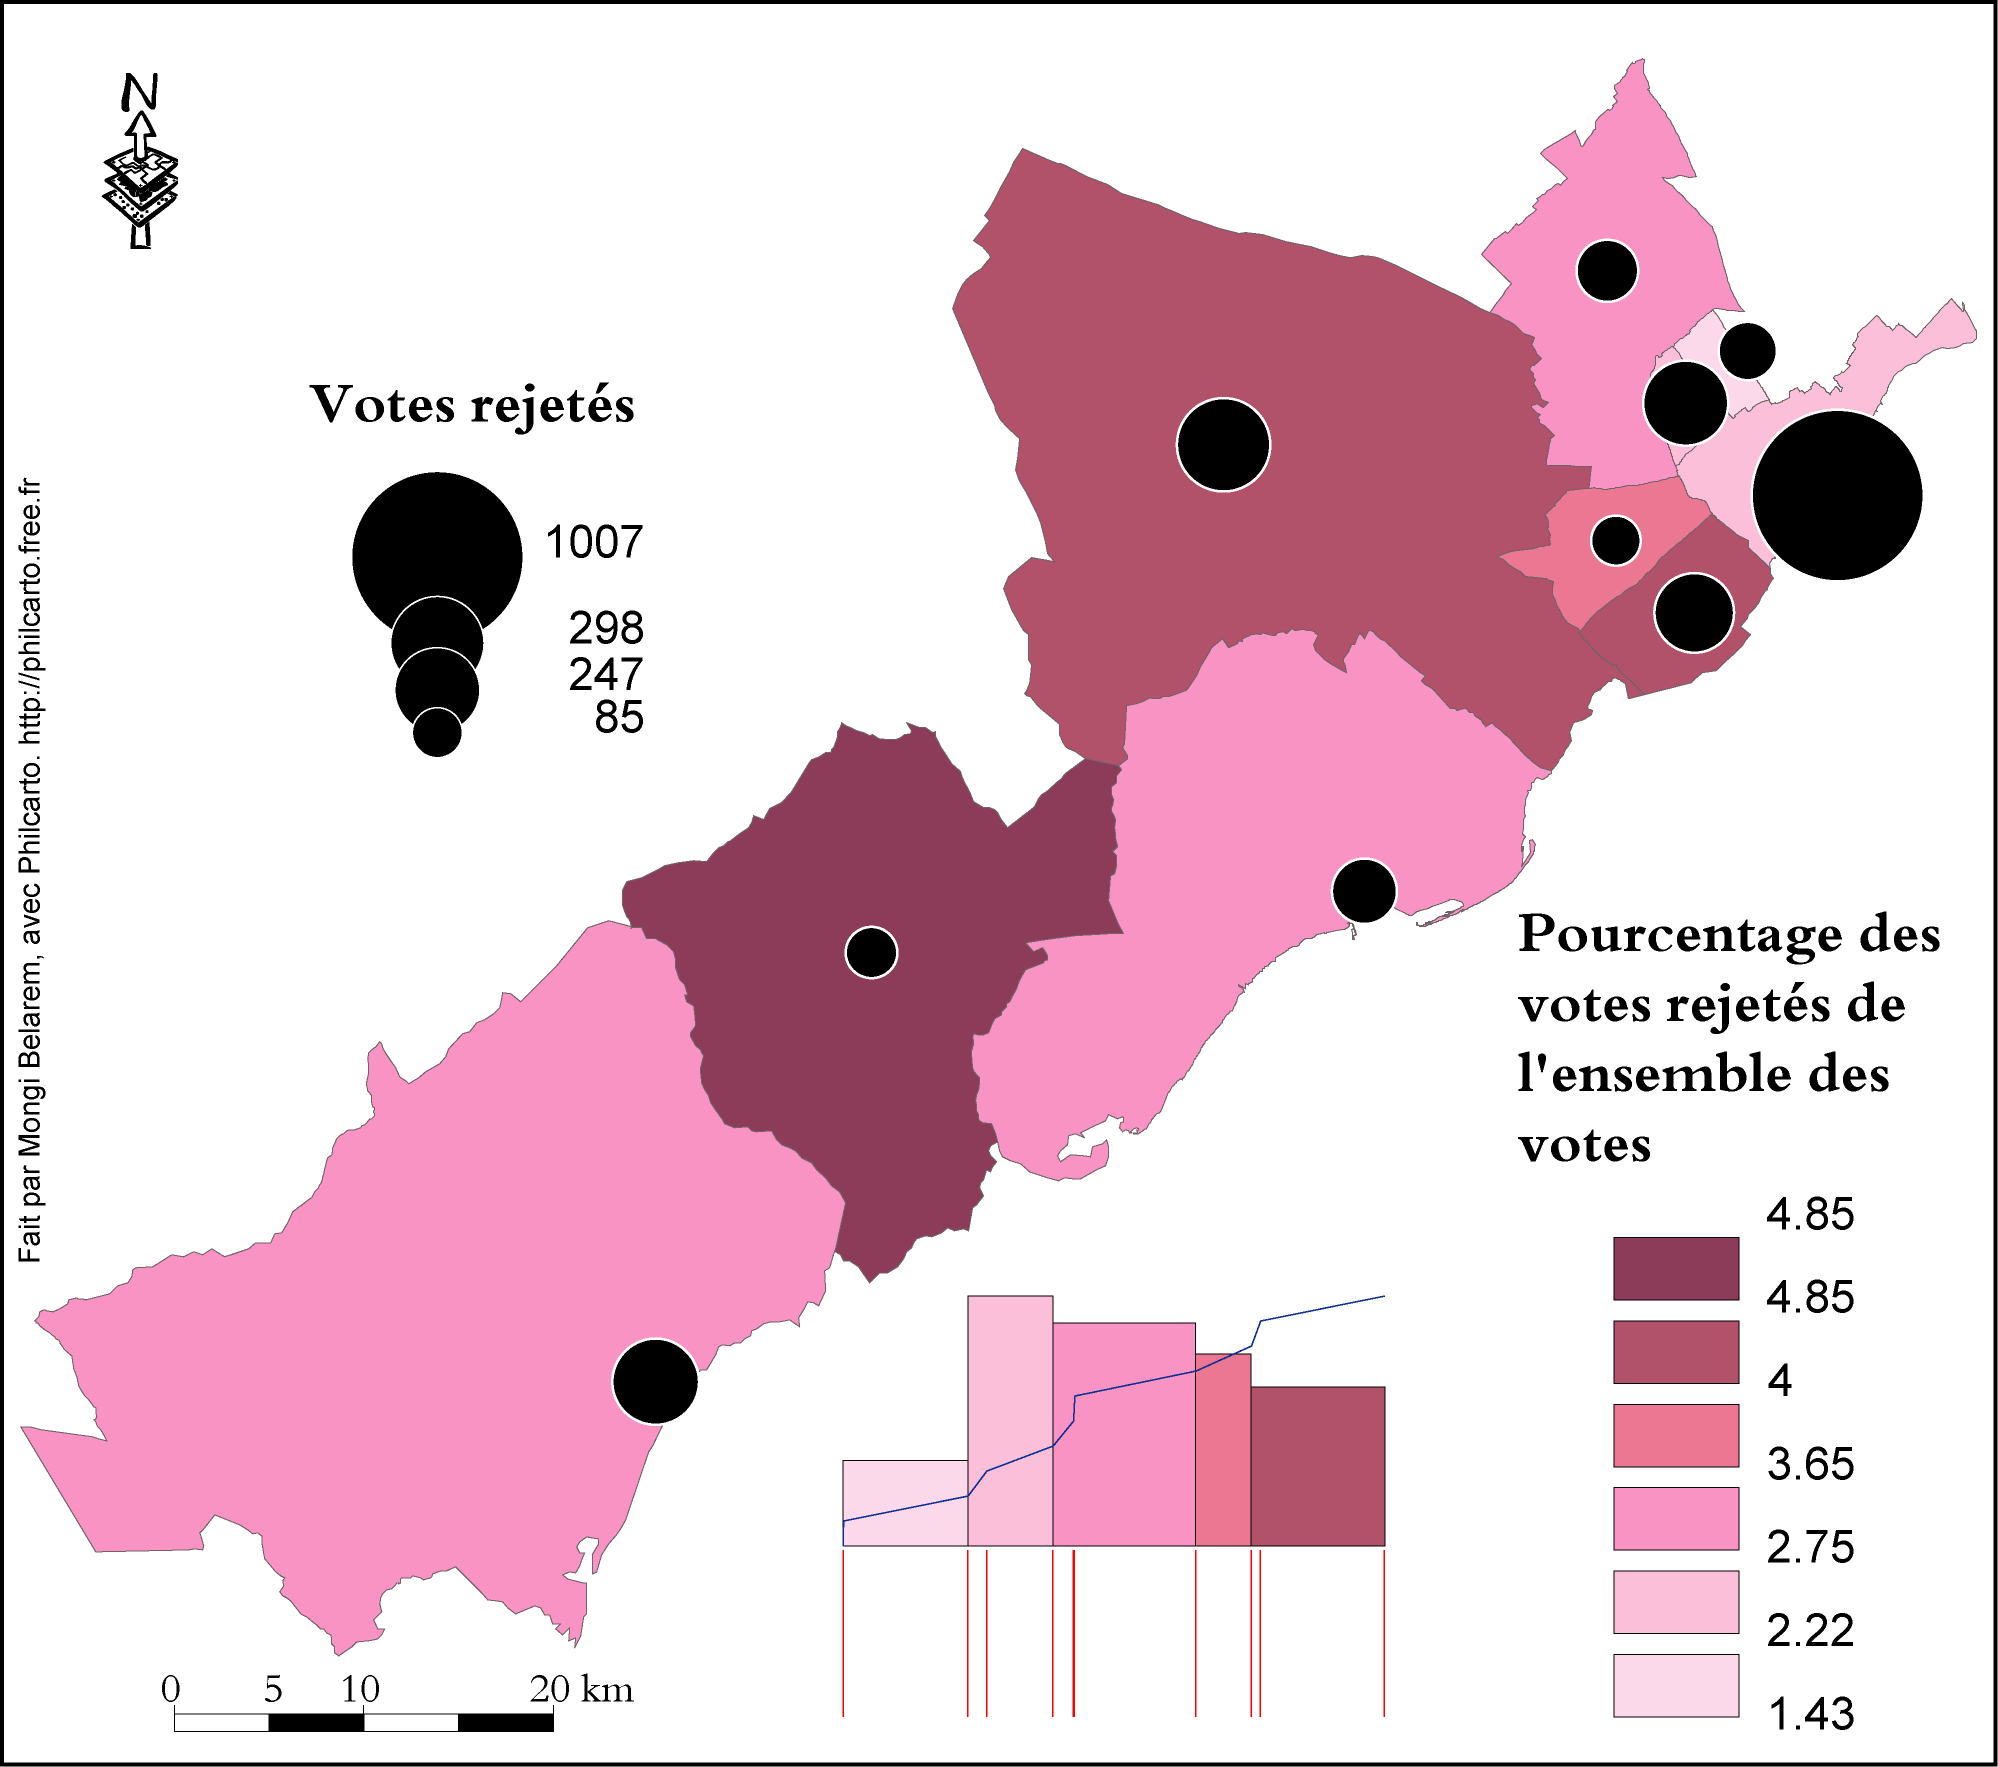 N
Votes rejetés
1007
298
247
85
Fait par Mongi Belarem, avec Philcarto. http://philcarto.free.fr
Pourcentage des
votes rejetés de
l'ensemble des
votes
4.85
4.85
4
3.65
2.75
2.22
1.43
0 5 10 20 km